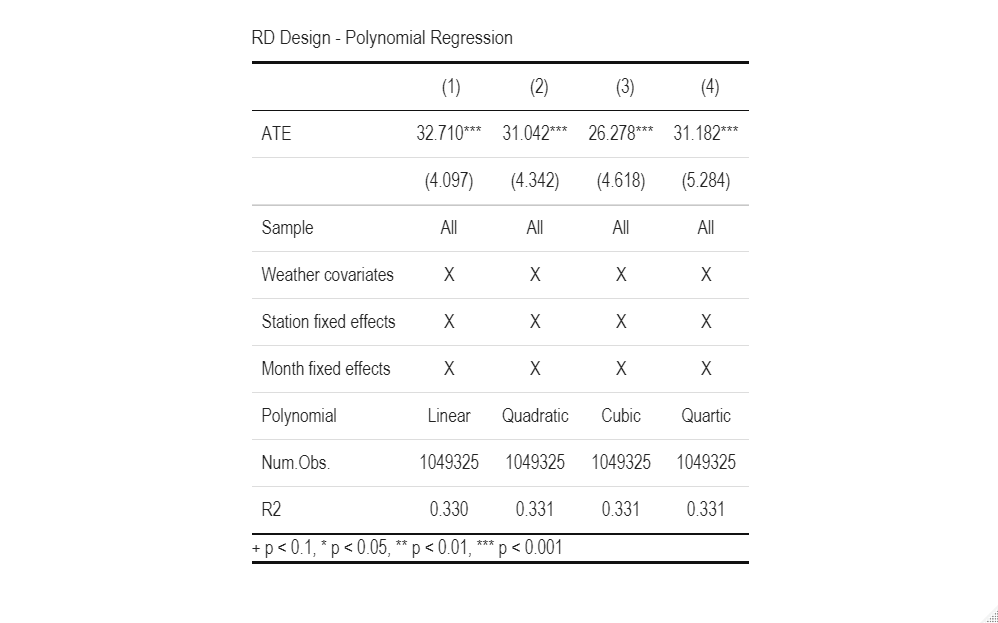 RD Design - Polynomial Regression
(1) (2) (3) (4)
ATE 32.710*** 31.042*** 26.278*** 31.182***
(4.097) (4.342) (4.618) (5.284)
Sample All All All All
Weather covariates X X X X
Station fixed effects X X X X
Month fixed effects X X X X
Polynomial Linear Quadratic Cubic Quartic
Num.Obs. 1049325 1049325 1049325 1049325
R2 0.330 0.331 0.331 0.331
+ p < 0.1, * p < 0.05, ** p < 0.01, *** p < 0.001